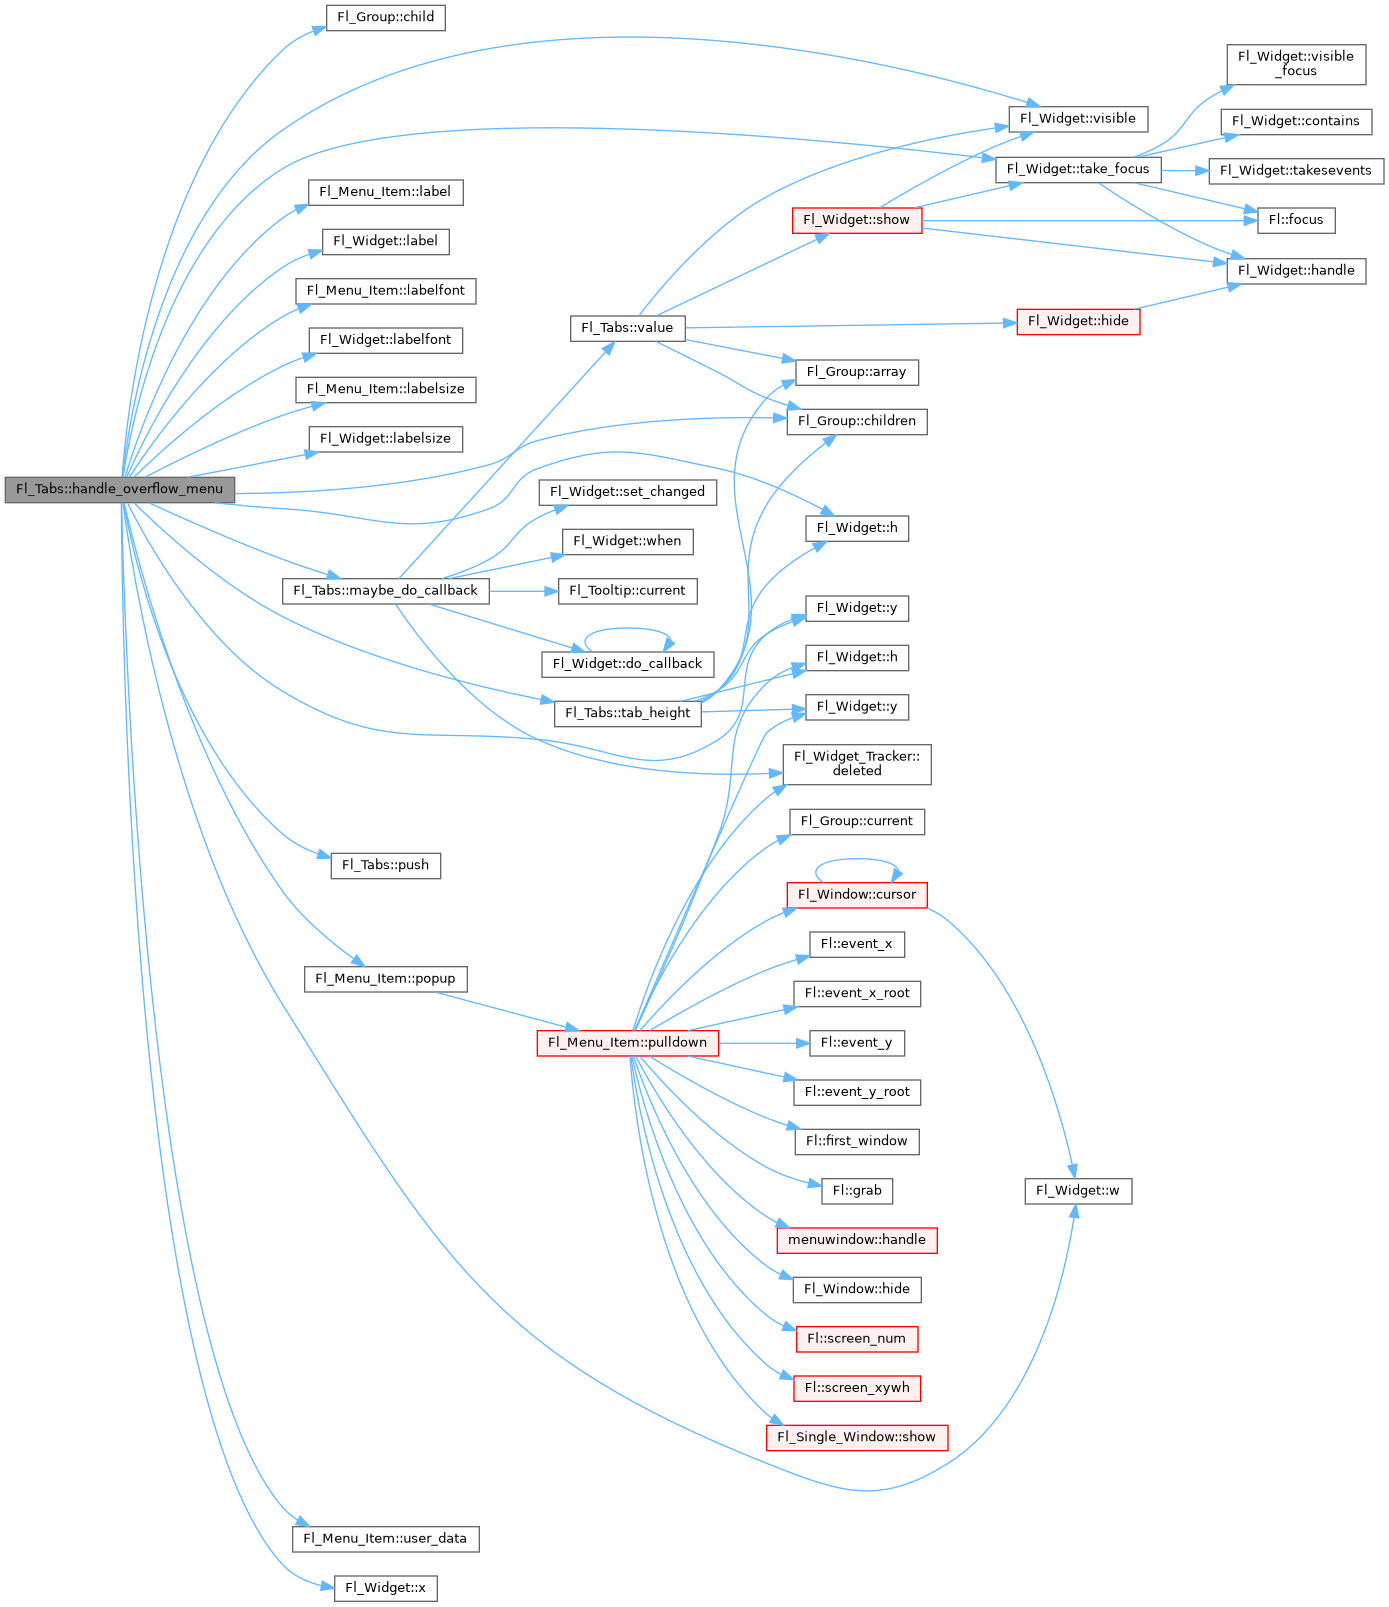 Fl_Tabs::handle_overflow_menu
Fl_Group::child
Fl_Menu_Item::label
Fl_Widget::label
Fl_Menu_Item::labelfont
Fl_Widget::labelfont
Fl_Menu_Item::labelsize
Fl_Widget::labelsize
Fl_Tabs::maybe_do_callback
Fl_Tabs::push
Fl_Menu_Item::popup
Fl_Menu_Item::user_data
Fl_Widget::x
Fl_Tabs::value
Fl_Widget::set_changed
Fl_Widget::when
Fl_Tooltip::current
Fl_Widget::do_callback
Fl_Tabs::tab_height
Fl_Menu_Item::pulldown
Fl_Widget::show
Fl_Group::array
Fl_Group::children
Fl_Widget::h
Fl_Widget::y
Fl_Widget::h
Fl_Widget::y
Fl_Widget_Tracker::
deleted
Fl_Group::current
Fl_Window::cursor
Fl::event_x
Fl::event_x_root
Fl::event_y
Fl::event_y_root
Fl::first_window
Fl::grab
menuwindow::handle
Fl_Window::hide
Fl::screen_num
Fl::screen_xywh
Fl_Single_Window::show
Fl_Widget::visible
Fl_Widget::take_focus
Fl_Widget::hide
Fl_Widget::w
Fl_Widget::visible
_focus
Fl_Widget::contains
Fl_Widget::takesevents
Fl::focus
Fl_Widget::handle